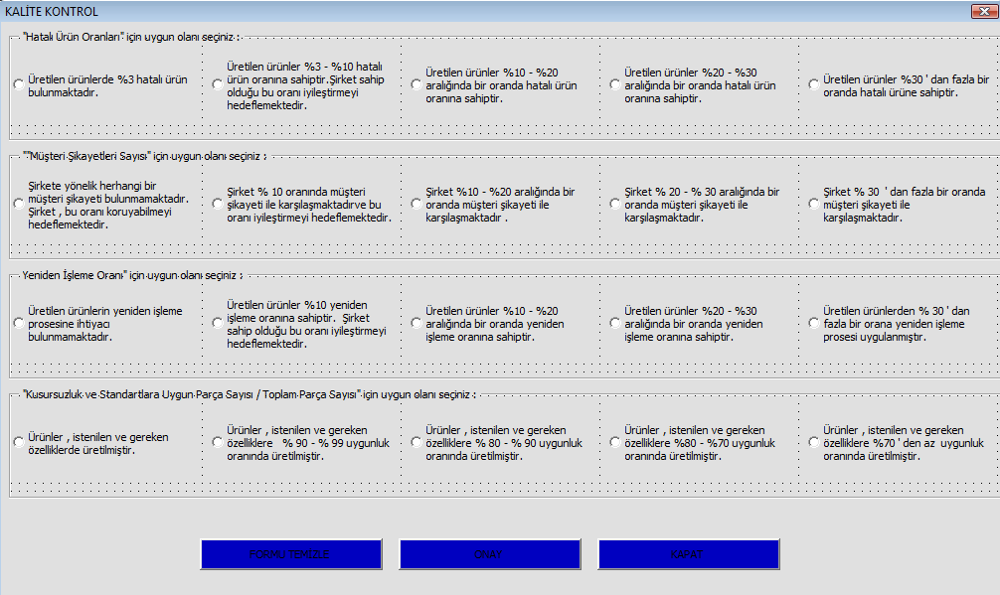 KALİTE KONTROL
"Hatalı Ürün Oranları" için uygun olanı seçiniz :
Üretilen ürünlerde %3 hatalı ürün
bulunmaktadır.
Üretilen ürünler %3 - %10 hatalı
ürün oranına sahiptir.Şirket sahip
olduğu bu oranı iyileştirmeyi
hedeflemektedir.
Üretilen ürünler %10 - %20
aralığında bir oranda hatalı ürün
oranına sahiptir.
Üretilen ürünler %20 - %30
aralığında bir oranda hatalı ürün
oranına sahiptir.
Üretilen ürünler %30 ' dan fazla bir
oranda hatalı ürüne sahiptir.
""Müşteri Şikayetleri Sayısı" için uygun olanı seçiniz :
Şirkete yönelik herhangi bir
müşteri şikayeti bulunmamaktadır.
Şirket , bu oranı koruyabilmeyi
hedeflemektedir.
Şirket % 10 oranında müşteri
şikayeti ile karşılaşmaktadırve bu
oranı iyileştirmeyi hedeflemektedir.
Şirket %10 - %20 aralığında bir
oranda müşteri şikayeti ile
karşılaşmaktadır .
Şirket % 20 - % 30 aralığında bir
oranda müşteri şikayeti ile
karşılaşmaktadır.
Şirket % 30  ' dan fazla bir oranda
müşteri şikayeti ile
karşılaşmaktadır.
Yeniden İşleme Oranı" için uygun olanı seçiniz :
Üretilen ürünlerin yeniden işleme
prosesine ihtiyacı
bulunmamaktadır.
Üretilen ürünler %10 yeniden
işleme oranına sahiptir.  Şirket
sahip olduğu bu oranı iyileştirmeyi
hedeflemektedir.
Üretilen ürünler %10 - %20
aralığında bir oranda yeniden
işleme oranına sahiptir.
Üretilen ürünler %20 - %30
aralığında bir oranda yeniden
işleme oranına sahiptir.
Üretilen ürünlerden % 30 ' dan
fazla bir orana yeniden işleme
prosesi uygulanmıştır.
"Kusursuzluk ve Standartlara Uygun Parça Sayısı / Toplam Parça Sayısı" için uygun olanı seçiniz :
Ürünler , istenilen ve gereken
özelliklerde üretilmiştir.
Ürünler , istenilen ve gereken
özelliklere   % 90 - % 99 uygunluk
oranında üretilmiştir.
Ürünler , istenilen ve gereken
özelliklere % 80 - % 90 uygunluk
oranında üretilmiştir.
Ürünler , istenilen ve gereken
özelliklere %80 - %70 uygunluk
oranında üretilmiştir.
Ürünler , istenilen ve gereken
özelliklere %70 ' den az  uygunluk
oranında üretilmiştir.
FORMU TEMİZLE
ONAY
KAPAT